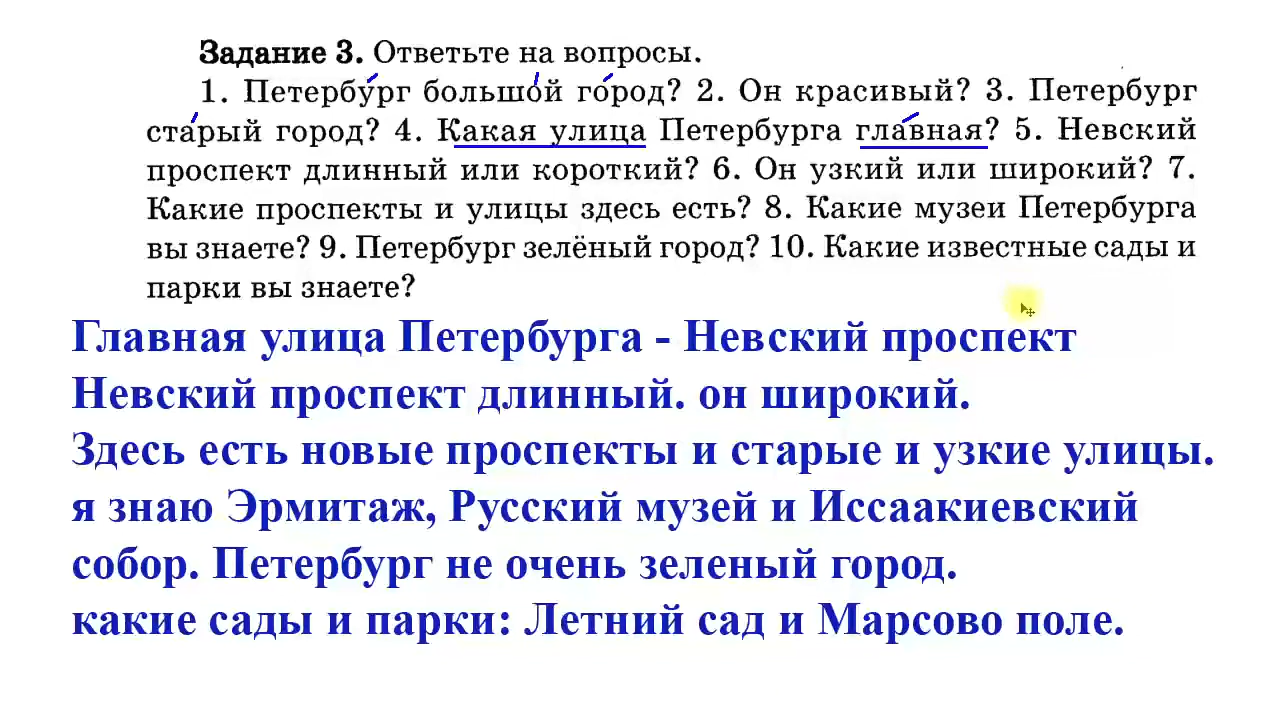 Задание 3. Ответьте на вопросы.
1. Петербург большой город? 2. Он красивый? 3. Петербург
старый город? 4. Какая улица Петербурга главная? 5. Невский
проспект длинный или короткий? 6. Он узкий или широкий? 7.
Какие проспекты и улицы здесь есть? 8. Какие музеи Петербурга
вы знаете? 9. Петербург зелёный город? 10. Какие известные сады и
парки вы знаете?
Главная улица Петербурга - Невский проспект
Невский проспект длинный. он широкий.
Здесь есть новые проспекты и старые и узкие улицы.
я знаю Эрмитаж, Русский музей и Иссаакиевский
собор. Петербург не очень зеленый город.
какие сады и парки: Летний сад и Марсово поле.